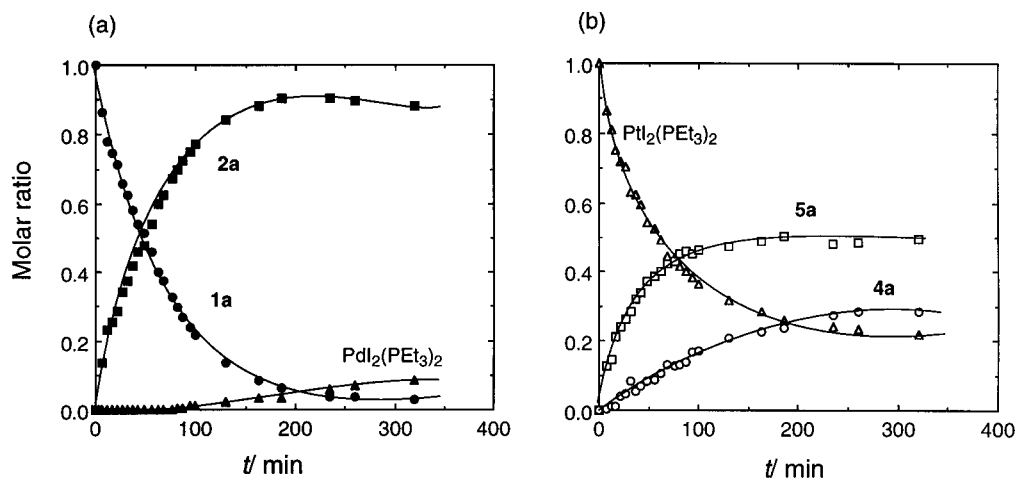 (a)
Molar ratio
1.0
0.8
0.6
0.4
0.2
0.0
2a
1a
PdI₂(PEt₃)₂
0 100 200 300 400
t/ min
(b)
1.0
0.8
0.6
0.4
0.2
0.0
PtI₂(PEt₃)₂
5a
4a
0 100 200 300 400
t/ min